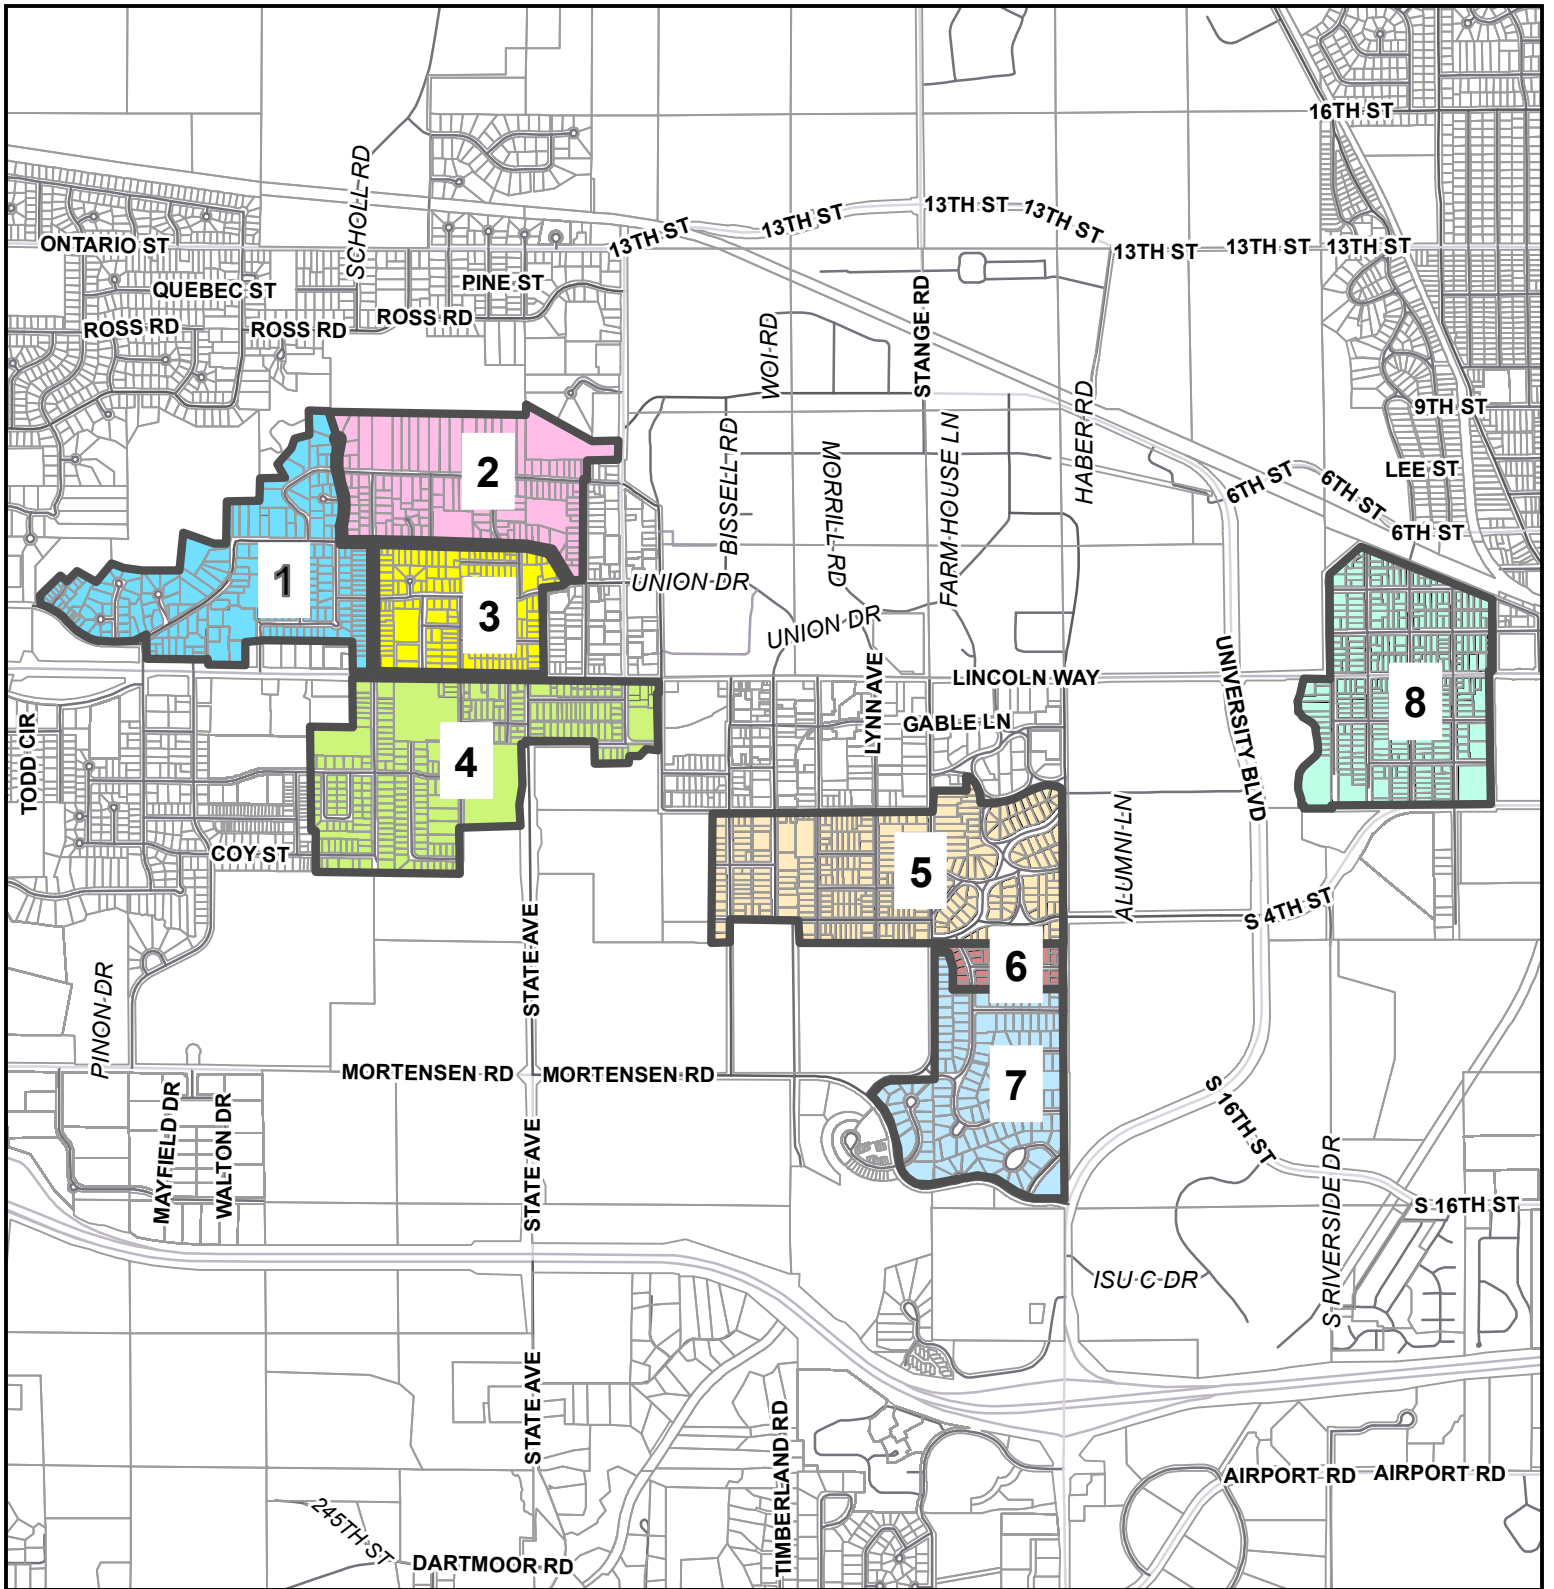 16TH ST
SCHOLL RD
13TH ST
13TH ST
13TH ST
13TH ST
13TH ST
13TH ST
13TH ST
ONTARIO ST
QUEBEC ST
PINE ST
ROSS RD
ROSS RD
ROSS RD
WOI RD
STANGE RD
HABER RD
9TH ST
BISSELL RD
MORRILL RD
FARM HOUSE LN
LEE ST
6TH ST
6TH ST
6TH ST
2
1
3
UNION DR
UNION DR
LYNN AVE
LINCOLN WAY
GABLE LN
UNIVERSITY BLVD
8
TODD CIR
4
COY ST
5
ALUMNI LN
S 4TH ST
STATE AVE
6
PINON DR
MORTENSEN RD
MORTENSEN RD
7
MAYFIELD DR
WALTON DR
STATE AVE
S 16TH ST
S RIVERSIDE DR
S 16TH ST
ISU C DR
STATE AVE
TIMBERLAND RD
AIRPORT RD
AIRPORT RD
245TH ST
DARTMOOR RD